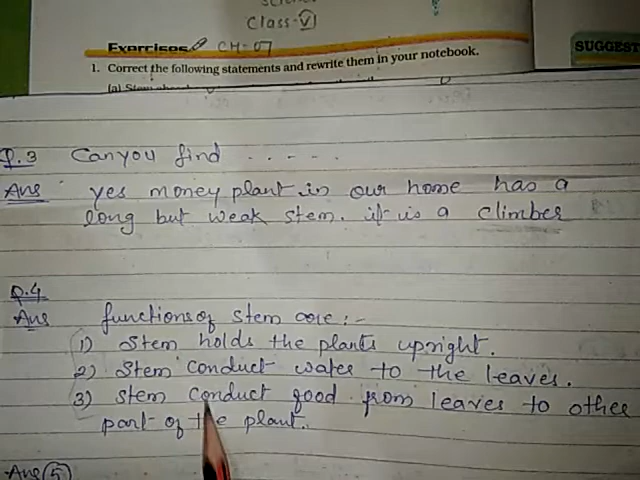 Class-VI
Exercises CH-07
SUGGEST
1. Correct the following statements and rewrite them in your notebook.
Q.3 Can you find .....
Ans yes money plant in our home has a
long but weak stem. it is a climber
Q.4
Ans functions of stem are:-
1) Stem holds the plants upright.
2) Stem conduct water to the leaves.
3) Stem conduct food from leaves to other
part of the plant.
Ans 5